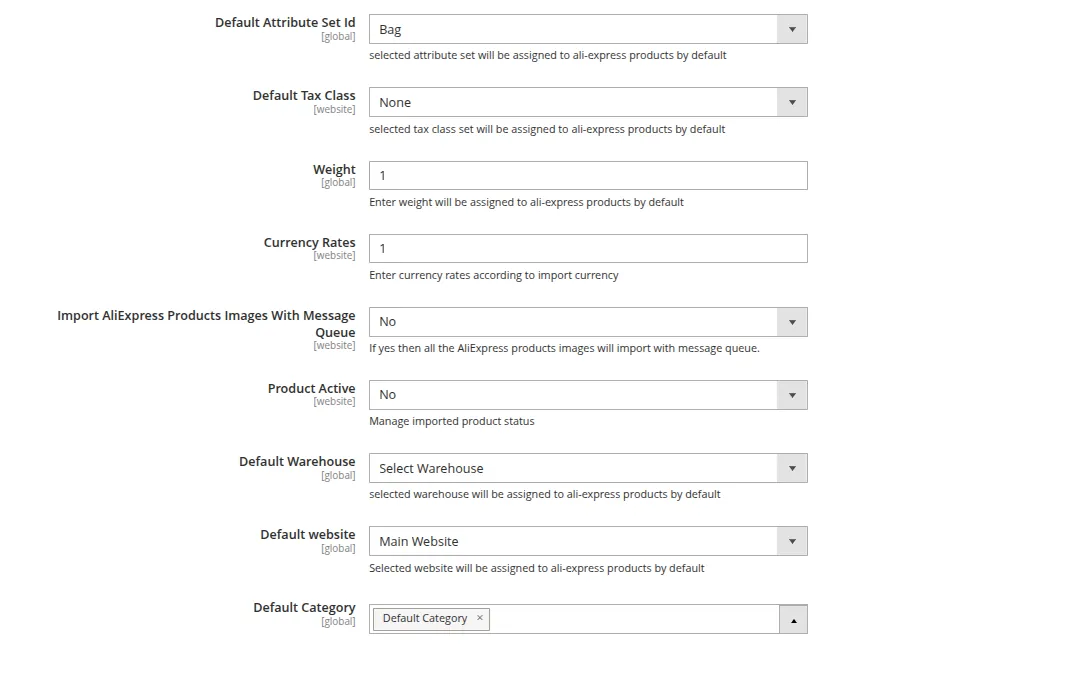 Default Attribute Set Id
[global]
Bag
selected attribute set will be assigned to ali-express products by default
Default Tax Class
[website]
None
selected tax class set will be assigned to ali-express products by default
Weight
[global]
1
Enter weight will be assigned to ali-express products by default
Currency Rates
[website]
1
Enter currency rates according to import currency
Import AliExpress Products Images With Message
Queue
[website]
No
If yes then all the AliExpress products images will import with message queue.
Product Active
[website]
No
Manage imported product status
Default Warehouse
[global]
Select Warehouse
selected warehouse will be assigned to ali-express products by default
Default website
[global]
Main Website
Selected website will be assigned to ali-express products by default
Default Category
[global]
Default Category ×